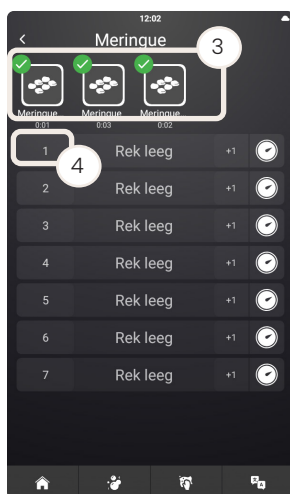 12:02
Meringue
3
Meringue Meringue Meringue
0:01 0:03 0:02
1 Rek leeg +1
4
2 Rek leeg +1
3 Rek leeg +1
4 Rek leeg +1
5 Rek leeg +1
6 Rek leeg +1
7 Rek leeg +1